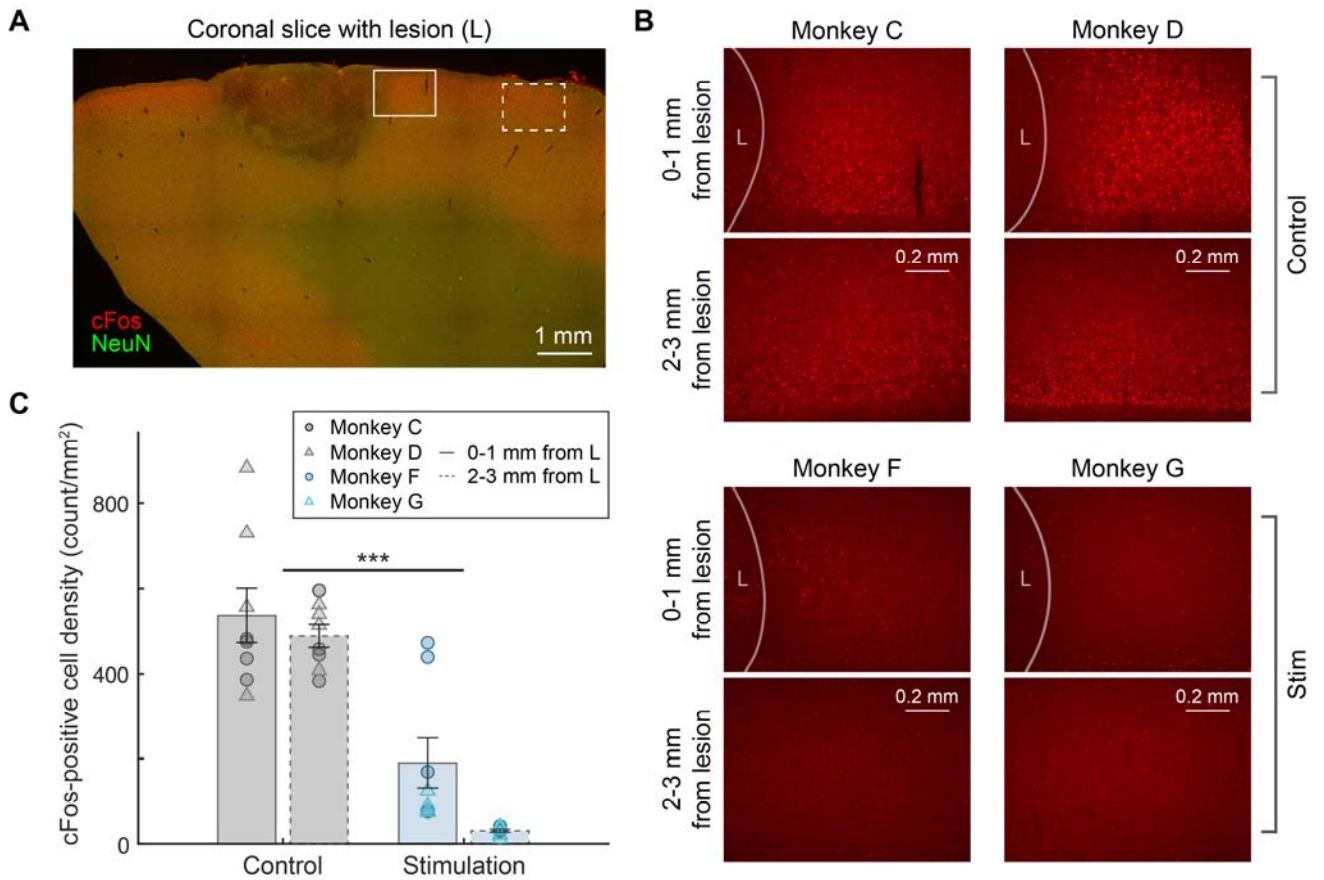 A
Coronal slice with lesion (L)
cFos
NeuN
1 mm
B
Monkey C
Monkey D
0-1 mm
from lesion
L
L
2-3 mm
from lesion
0.2 mm
0.2 mm
Control
Monkey F
Monkey G
0-1 mm
from lesion
L
L
2-3 mm
from lesion
0.2 mm
0.2 mm
Stim
C
cFos-positive cell density (count/mm²)
800
400
0
Monkey C
Monkey D
Monkey F
Monkey G
0-1 mm from L
2-3 mm from L
***
Control
Stimulation